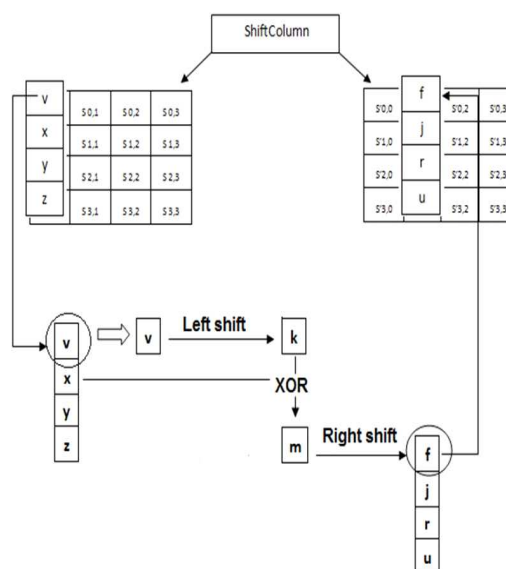 ShiftColumn
v S0,1 S0,2 S0,3
x S1,1 S1,2 S1,3
y S2,1 S2,2 S2,3
z S3,1 S3,2 S3,3
S'0,0 f S'0,2 S'0,3
S'1,0 j S'1,2 S'1,3
S'2,0 r S'2,2 S'2,3
S'3,0 u S'3,2 S'3,3
v
x
y
z
v
Left shift
k
XOR
m
Right shift
f
j
r
u